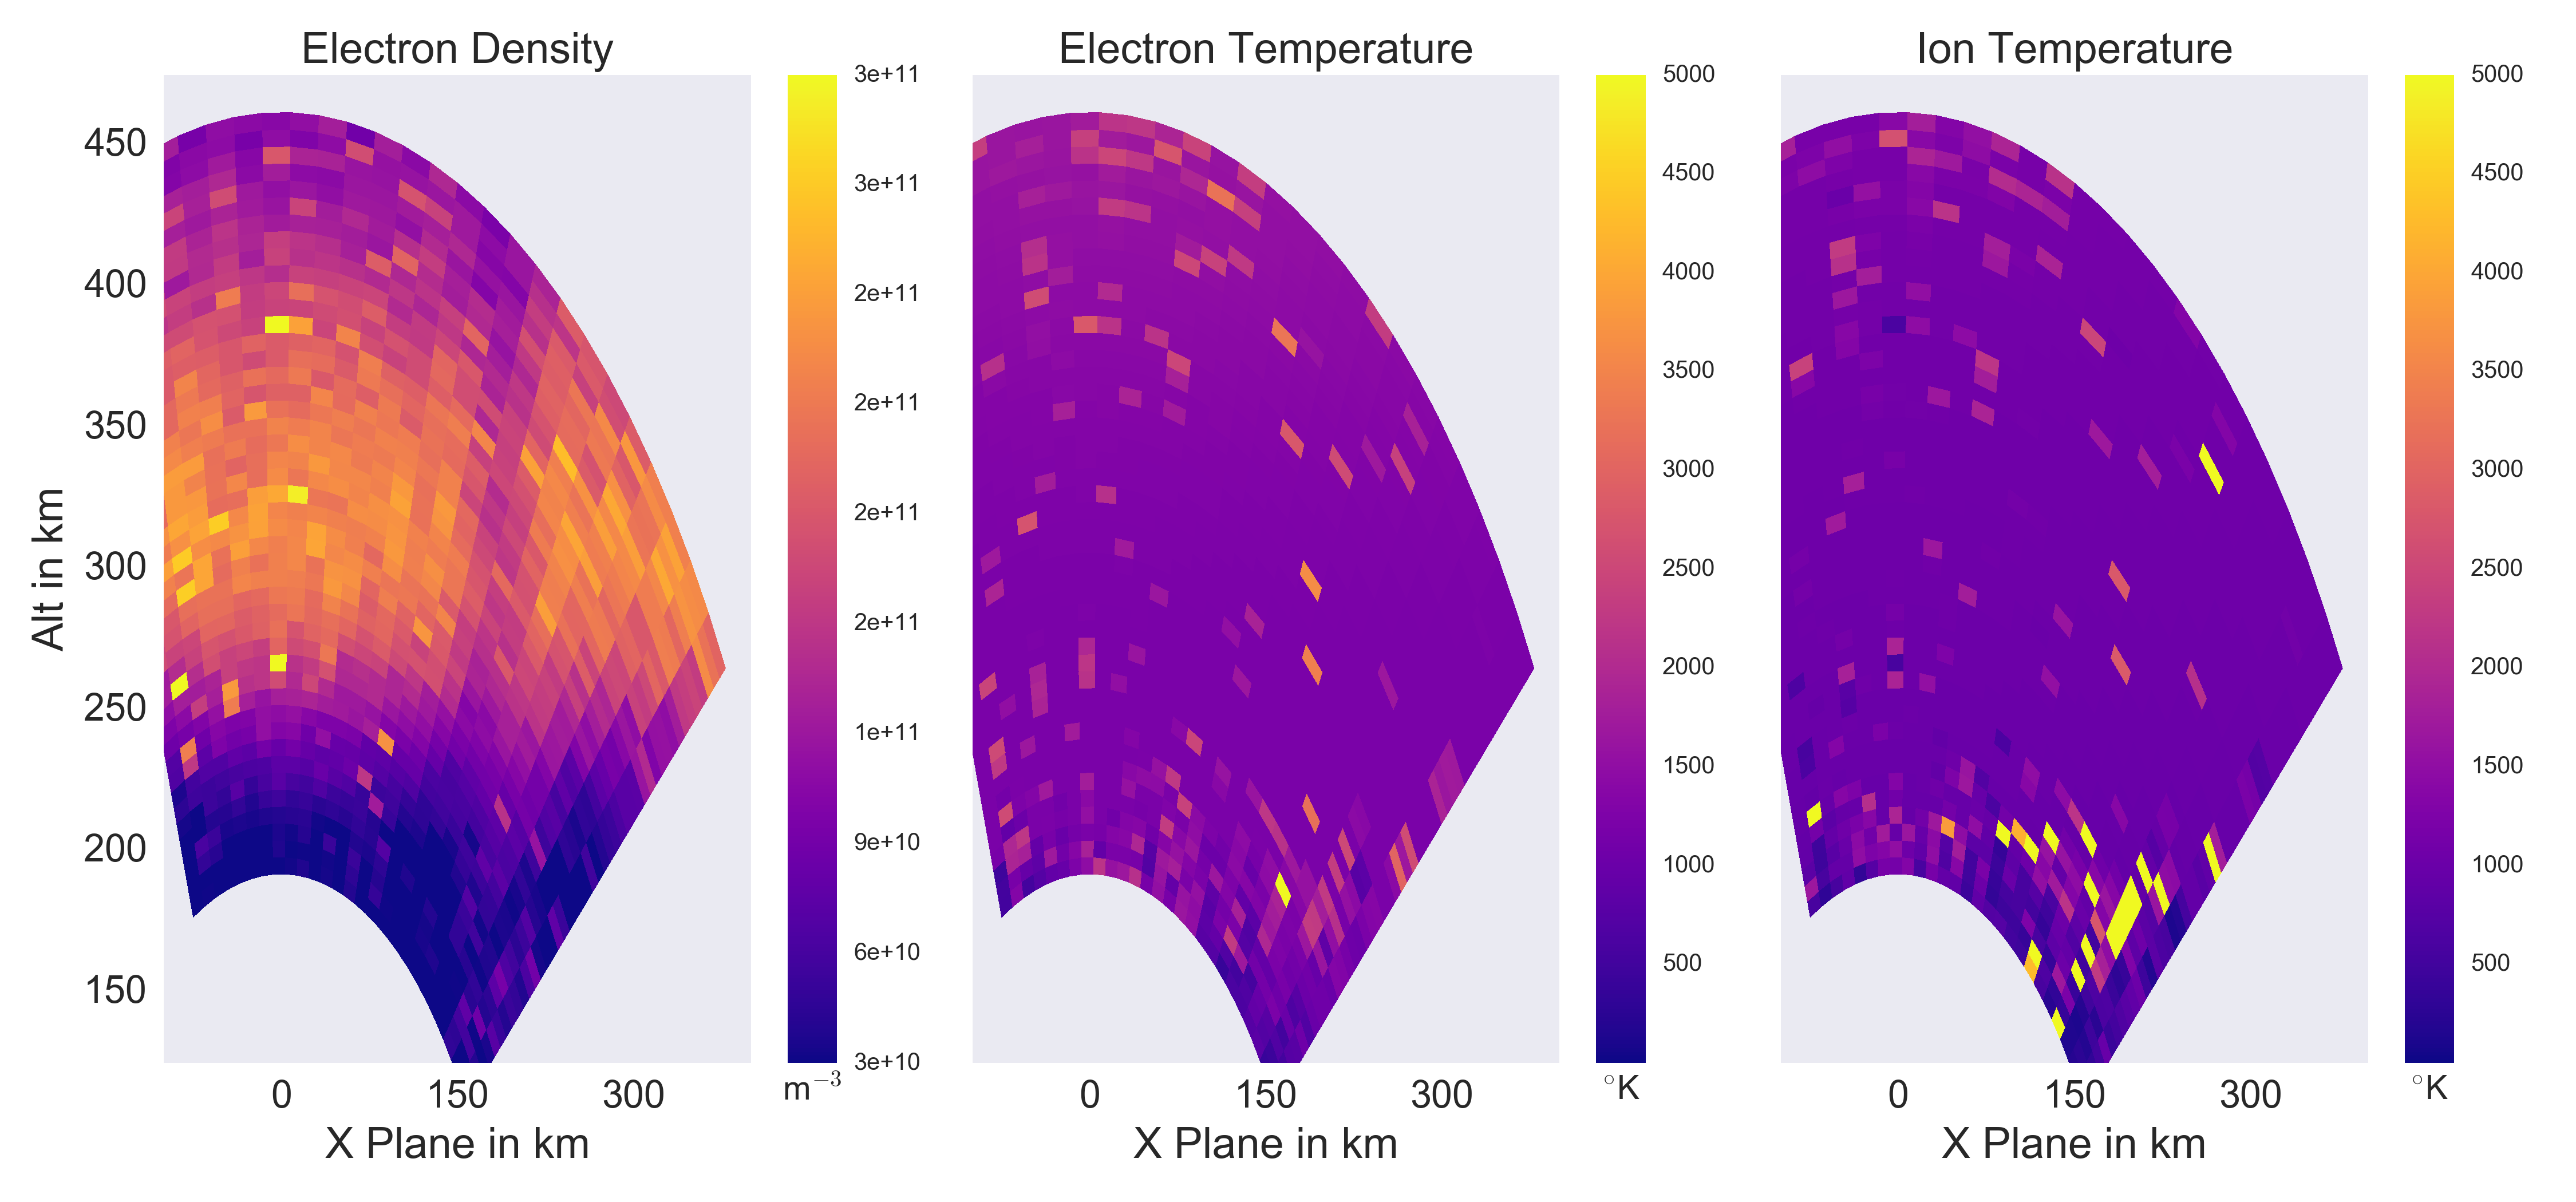 Electron Density
Electron Temperature
Ion Temperature
Alt in km
450
400
350
300
250
200
150
0 150 300
X Plane in km
3e+11
3e+11
2e+11
2e+11
2e+11
2e+11
1e+11
9e+10
6e+10
3e+10
m⁻³
0 150 300
X Plane in km
5000
4500
4000
3500
3000
2500
2000
1500
1000
500
°K
0 150 300
X Plane in km
5000
4500
4000
3500
3000
2500
2000
1500
1000
500
°K